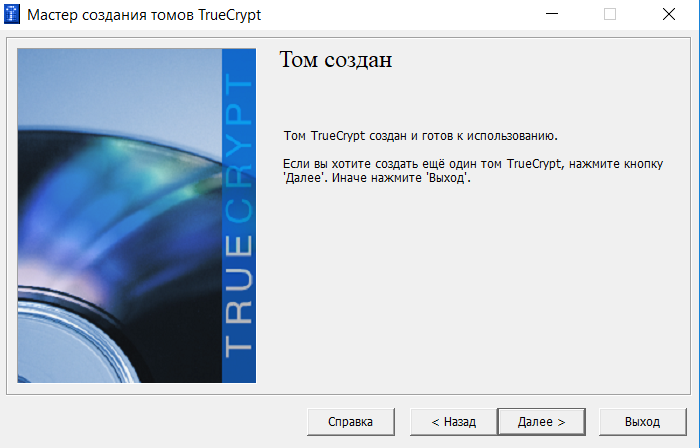 Мастер создания томов TrueCrypt
TRUECRYPT
Том создан
Том TrueCrypt создан и готов к использованию.
Если вы хотите создать ещё один том TrueCrypt, нажмите кнопку
'Далее'. Иначе нажмите 'Выход'.
Справка
< Назад
Далее >
Выход